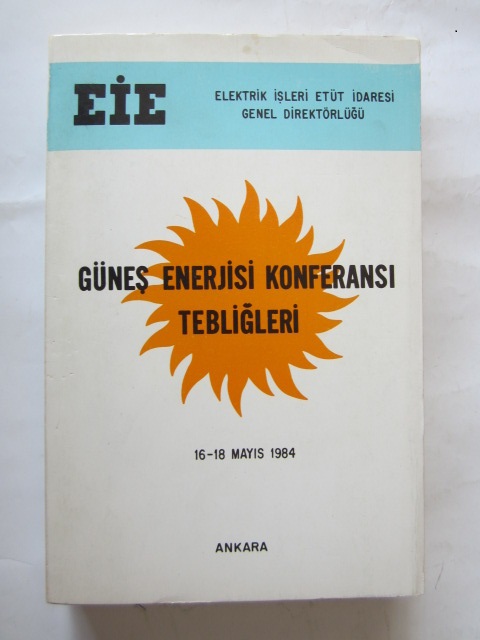 EİE
ELEKTRİK İŞLERİ ETÜT İDARESİ
GENEL DİREKTÖRLÜĞÜ
GÜNEŞ ENERJİSİ KONFERANSI
TEBLİĞLERİ
16-18 MAYIS 1984
ANKARA